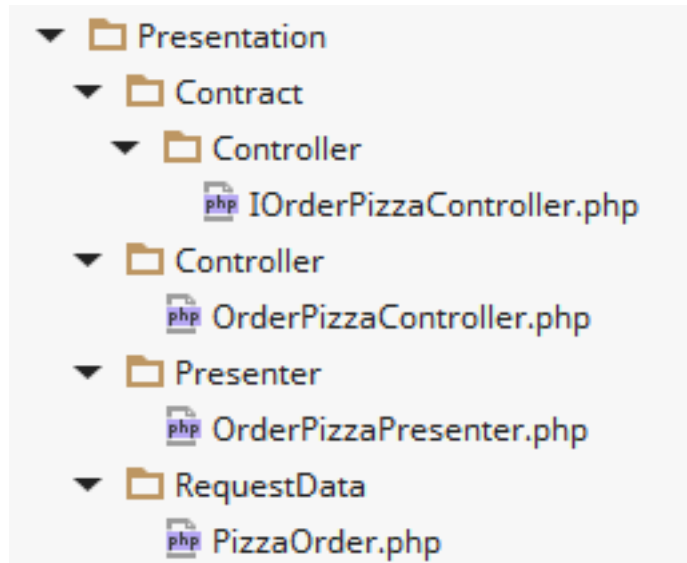 Presentation
Contract
Controller
php IOrderPizzaController.php
Controller
php OrderPizzaController.php
Presenter
php OrderPizzaPresenter.php
RequestData
php PizzaOrder.php